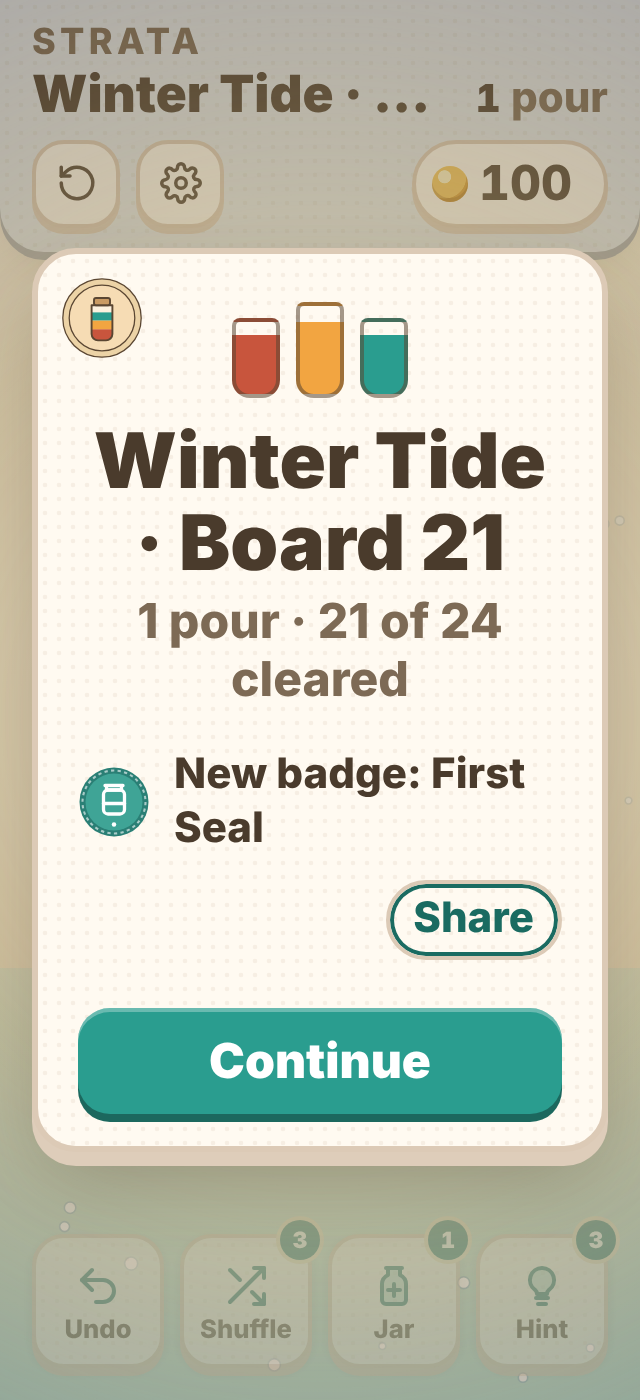 STRATA
Winter Tide · ...
1 pour
100
Winter Tide
· Board 21
1 pour · 21 of 24
cleared
New badge: First
Seal
Share
Continue
3
1
3
Undo
Shuffle
Jar
Hint